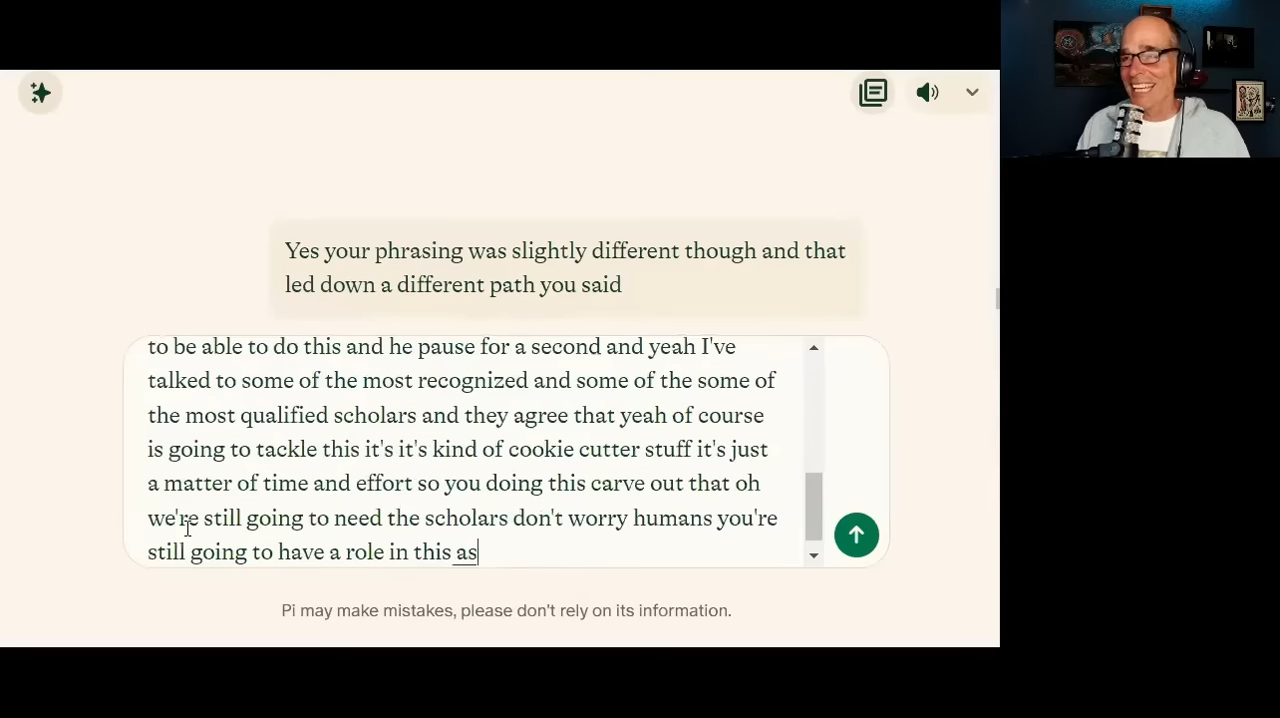 Yes your phrasing was slightly different though and that
led down a different path you said
to be able to do this and he pause for a second and yeah I've
talked to some of the most recognized and some of the some of
the most qualified scholars and they agree that yeah of course
is going to tackle this it's it's kind of cookie cutter stuff it's just
a matter of time and effort so you doing this carve out that oh
we're still going to need the scholars don't worry humans you're
still going to have a role in this as
Pi may make mistakes, please don't rely on its information.